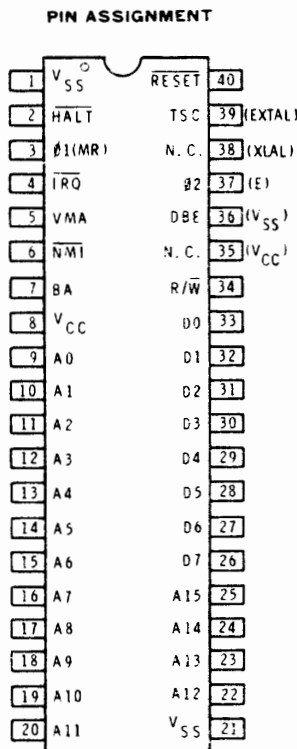 PIN ASSIGNMENT
1 VSS RESET 40
2 HALT TSC 39 (EXTAL)
3 ø1(MR) N.C. 38 (XLAL)
4 IRQ ø2 37 (E)
5 VMA DBE 36 (VSS)
6 NMI N.C. 35 (VCC)
7 BA R/W 34
8 VCC D0 33
9 A0 D1 32
10 A1 D2 31
11 A2 D3 30
12 A3 D4 29
13 A4 D5 28
14 A5 D6 27
15 A6 D7 26
16 A7 A15 25
17 A8 A14 24
18 A9 A13 23
19 A10 A12 22
20 A11 VSS 21